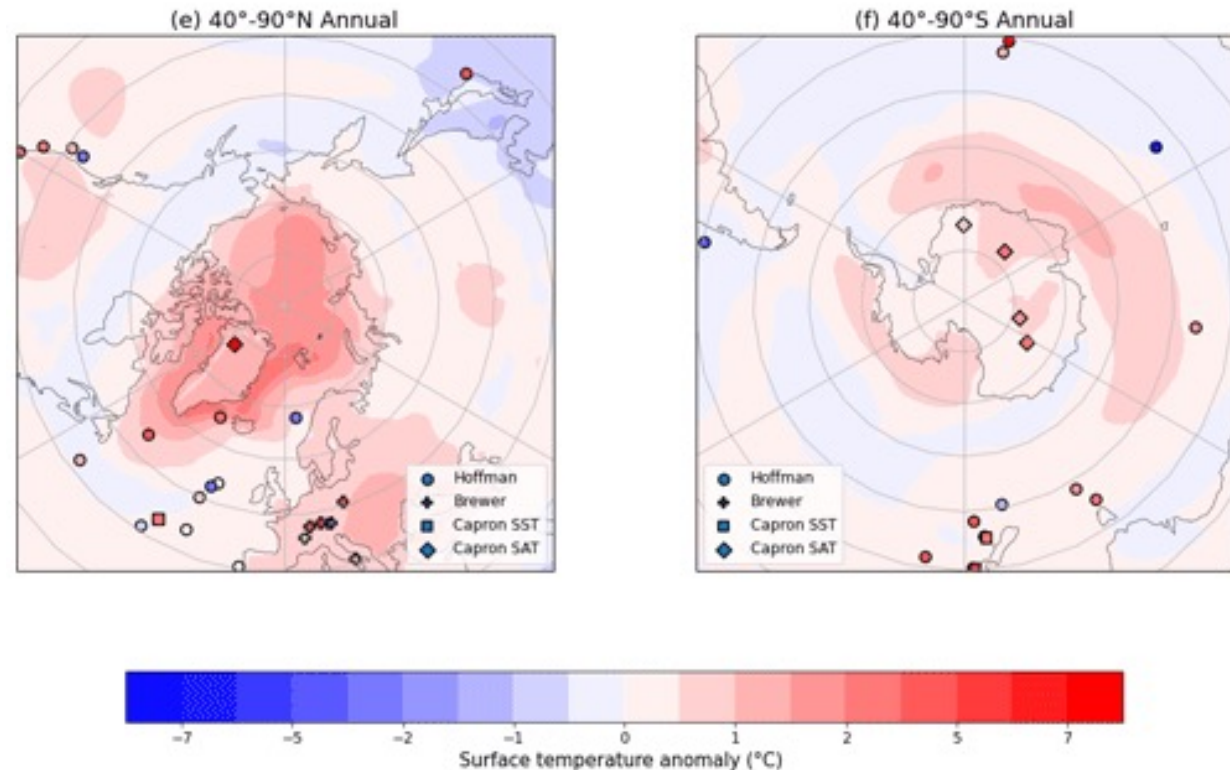 (e) 40°-90°N Annual
(f) 40°-90°S Annual
Hoffman
Brewer
Capron SST
Capron SAT
Hoffman
Brewer
Capron SST
Capron SAT
−7 −5 −2 −1 0 1 2 5 7
Surface temperature anomaly (°C)